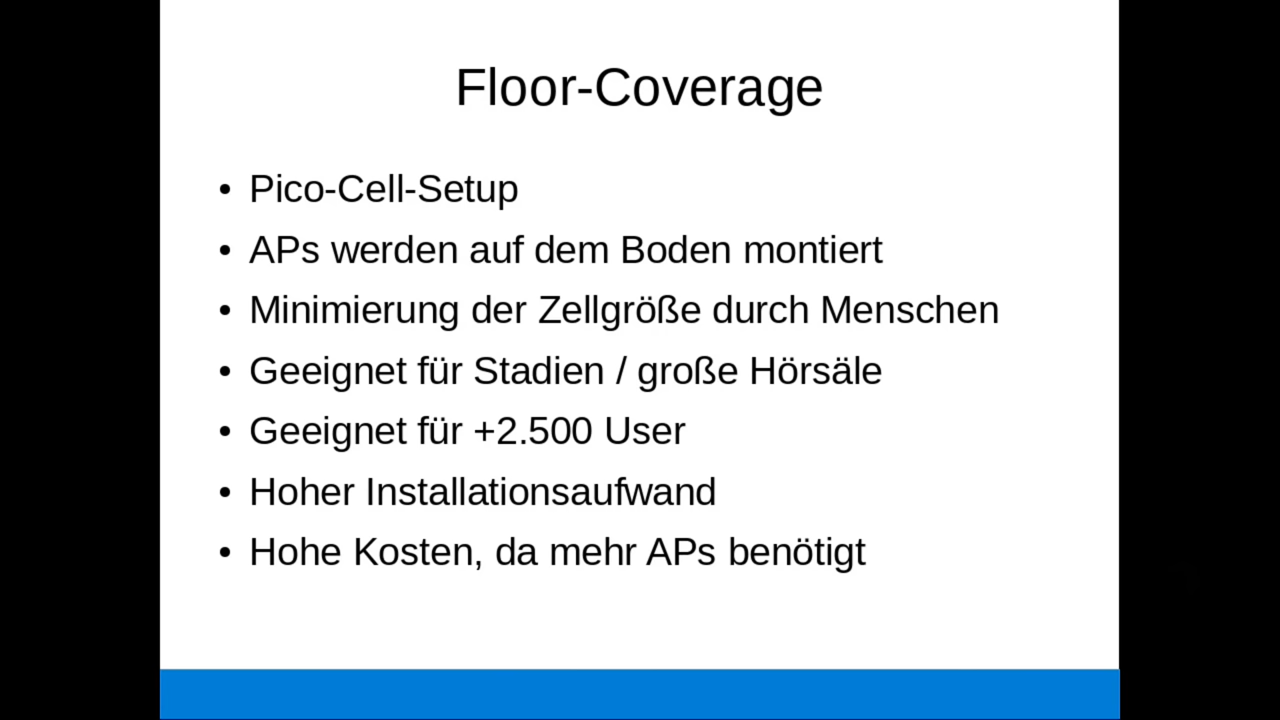 Floor-Coverage
• Pico-Cell-Setup
• APs werden auf dem Boden montiert
• Minimierung der Zellgröße durch Menschen
• Geeignet für Stadien / große Hörsäle
• Geeignet für +2.500 User
• Hoher Installationsaufwand
• Hohe Kosten, da mehr APs benötigt